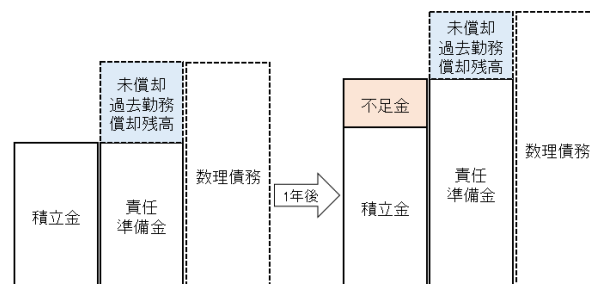 未償却
過去勤務
償却残高
積立金
責任
準備金
数理債務
1年後
未償却
過去勤務
償却残高
不足金
積立金
責任
準備金
数理債務